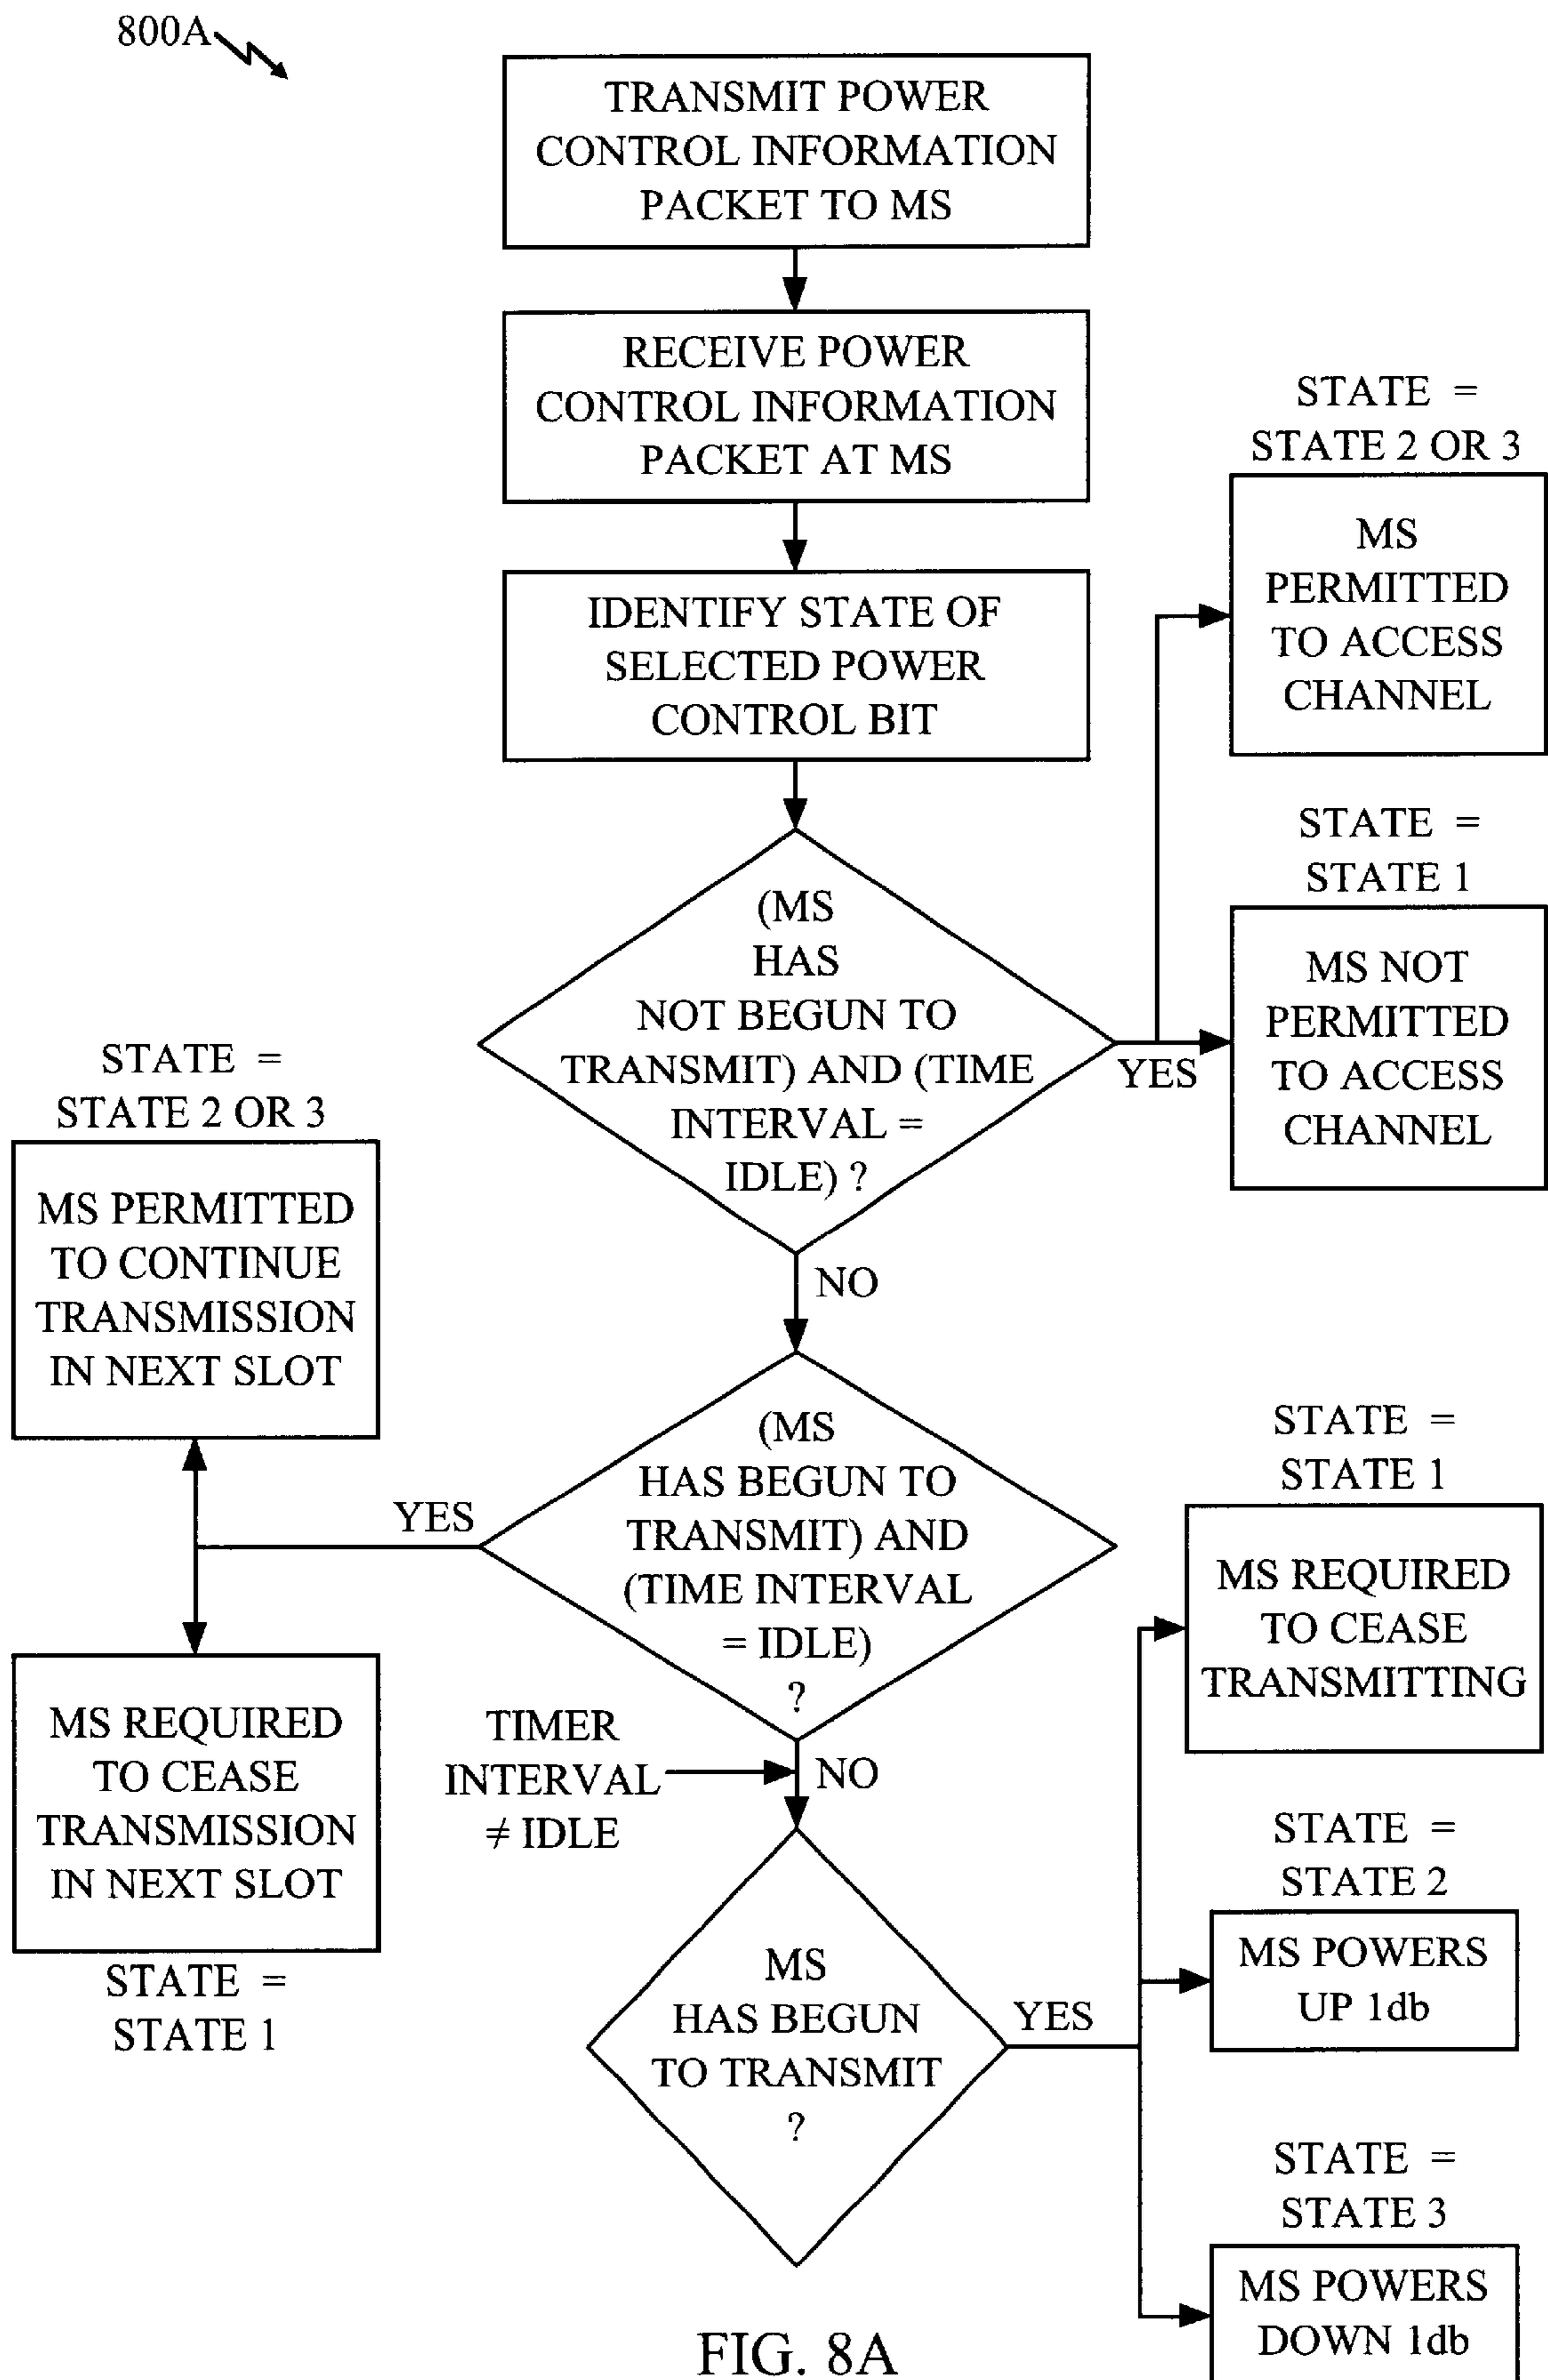 800A
TRANSMIT POWER
CONTROL INFORMATION
PACKET TO MS
RECEIVE POWER
CONTROL INFORMATION
PACKET AT MS
IDENTIFY STATE OF
SELECTED POWER
CONTROL BIT
STATE =
STATE 2 OR 3
MS
PERMITTED
TO ACCESS
CHANNEL
STATE =
STATE 1
MS NOT
PERMITTED
TO ACCESS
CHANNEL
(MS
HAS
NOT BEGUN TO
TRANSMIT) AND (TIME
INTERVAL =
IDLE) ?
YES
NO
STATE =
STATE 2 OR 3
MS PERMITTED
TO CONTINUE
TRANSMISSION
IN NEXT SLOT
YES
(MS
HAS BEGUN TO
TRANSMIT) AND
(TIME INTERVAL
= IDLE)
?
MS REQUIRED
TO CEASE
TRANSMISSION
IN NEXT SLOT
STATE =
STATE 1
TIMER
INTERVAL
≠ IDLE
NO
MS
HAS BEGUN
TO TRANSMIT
?
YES
STATE =
STATE 1
MS REQUIRED
TO CEASE
TRANSMITTING
STATE =
STATE 2
MS POWERS
UP 1db
STATE =
STATE 3
MS POWERS
DOWN 1db
FIG. 8A